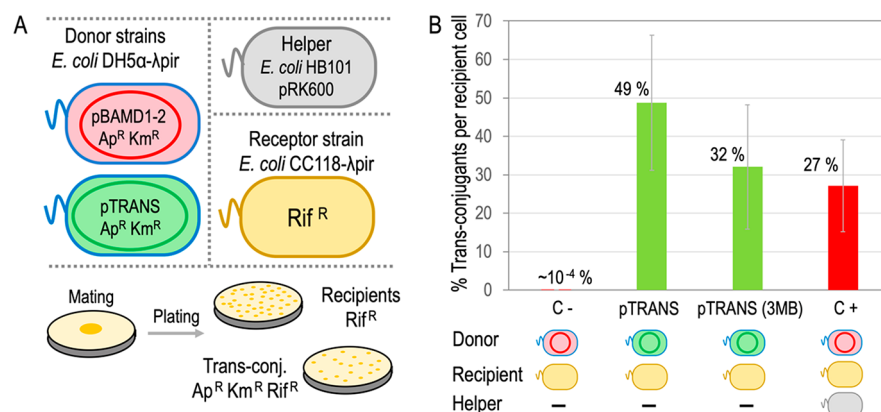 A
Donor strains
E. coli DH5α-λpir
pBAMD1-2
Ap^R Km^R
pTRANS
Ap^R Km^R
Helper
E. coli HB101
pRK600
Receptor strain
E. coli CC118-λpir
Rif ^R
Mating
Plating
Recipients
Rif^R
Trans-conj.
Ap^R Km^R Rif^R
B
% Trans-conjugants per recipient cell
70
60
50
40
30
20
10
0
~10^-4 %
49 %
32 %
27 %
C -
pTRANS
pTRANS (3MB)
C +
Donor
Recipient
Helper
– – –